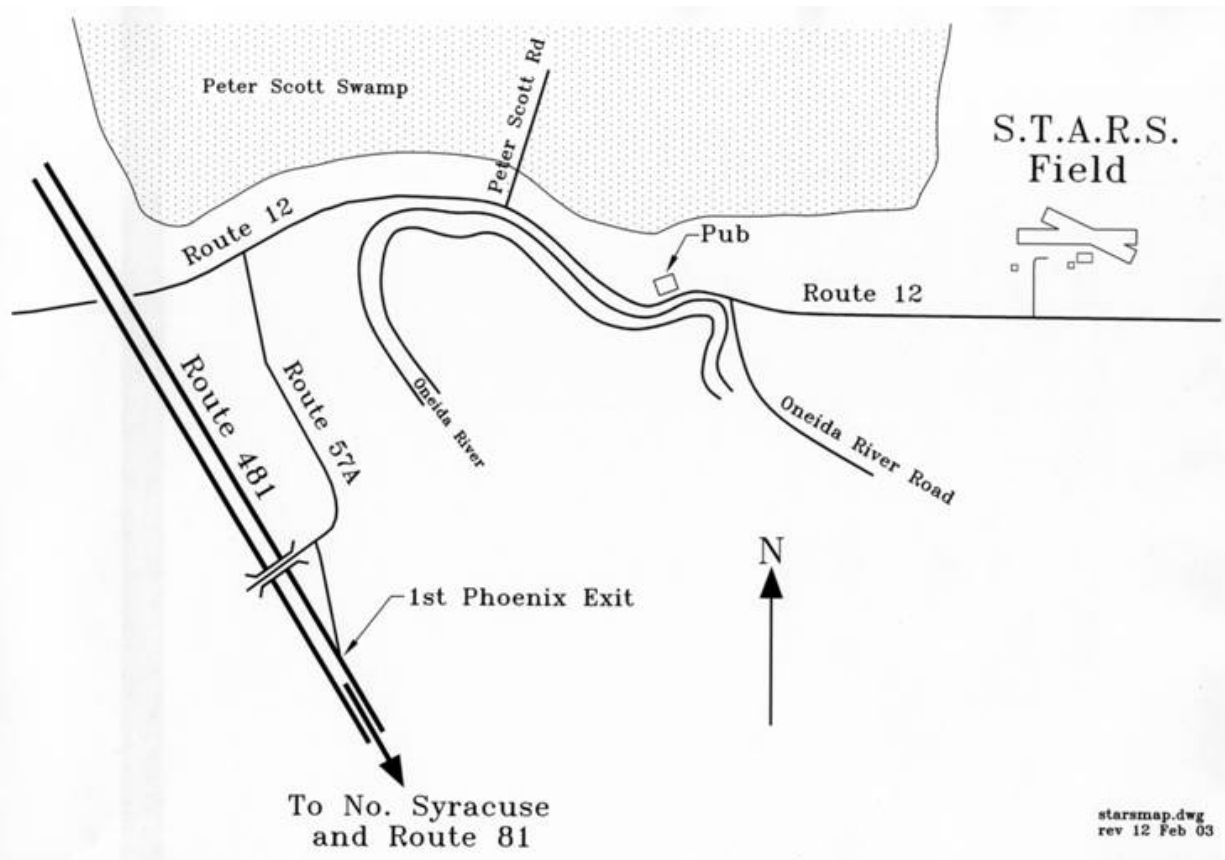 Peter Scott Swamp
Peter Scott Rd
S.T.A.R.S.
Field
Route 12
Pub
Route 12
Route 481
Route 57A
Oneida River
Oneida River Road
N
1st Phoenix Exit
To No. Syracuse
and Route 81
starsmap.dwg
rev 12 Feb 03